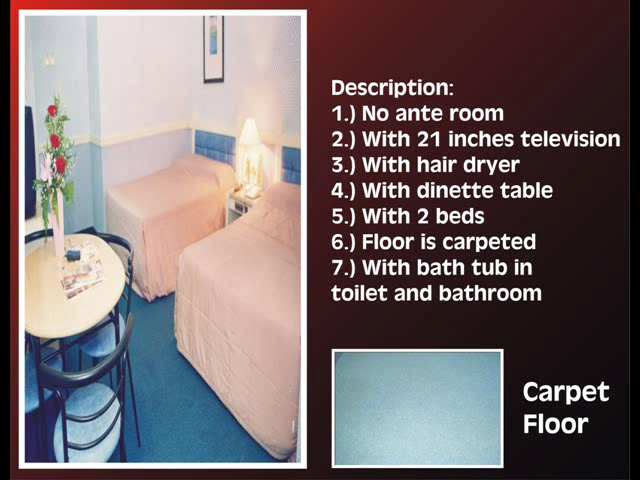 Description:
1.) No ante room
2.) With 21 inches television
3.) With hair dryer
4.) With dinette table
5.) With 2 beds
6.) Floor is carpeted
7.) With bath tub in
toilet and bathroom
Carpet
Floor